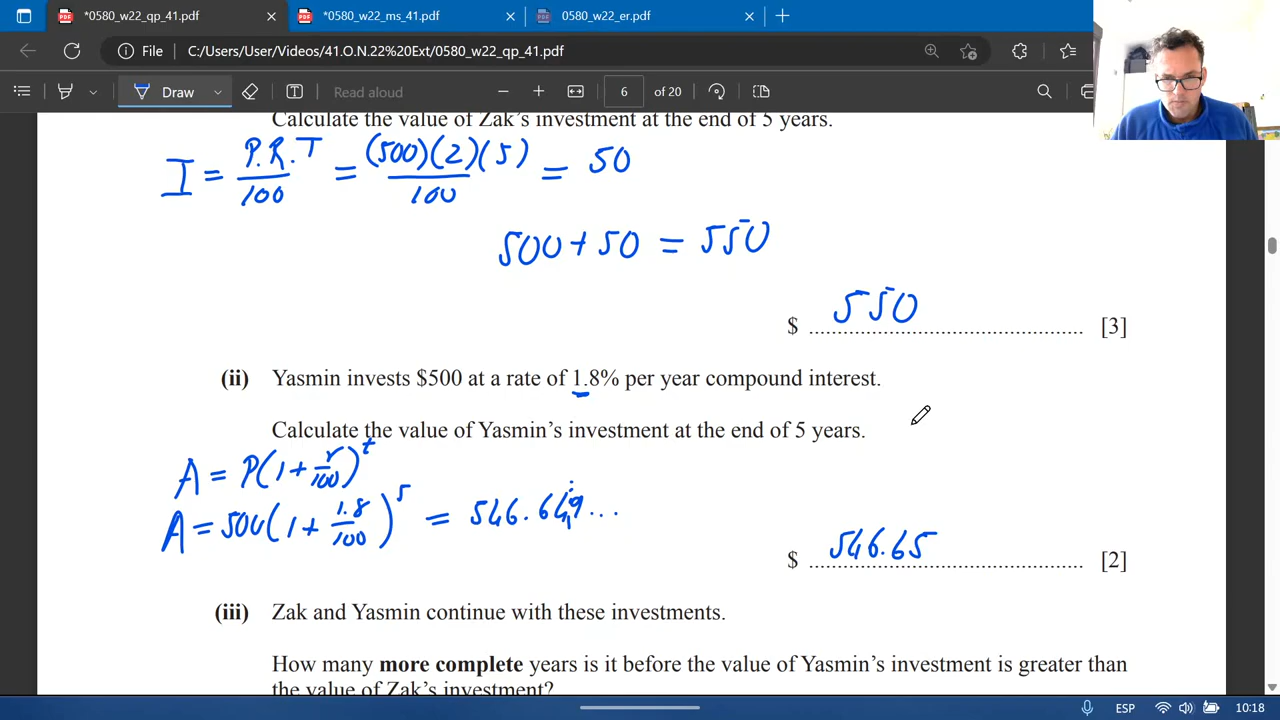 *0580_w22_qp_41.pdf
*0580_w22_ms_41.pdf
0580_w22_er.pdf
File
C:/Users/User/Videos/41.O.N.22%20Ext/0580_w22_qp_41.pdf
Draw
Read aloud
6
of 20
Calculate the value of Zak's investment at the end of 5 years.
I = P.R.T/100 = (500)(2)(5)/100 = 50
500 + 50 = 550
$ 550 [3]
(ii) Yasmin invests $500 at a rate of 1.8% per year compound interest.
Calculate the value of Yasmin's investment at the end of 5 years.
A = P(1 + r/100)^t
A = 500(1 + 1.8/100)^5 = 546.649...
$ 546.65 [2]
(iii) Zak and Yasmin continue with these investments.
How many more complete years is it before the value of Yasmin's investment is greater than
the value of Zak's investment?
ESP
10:18